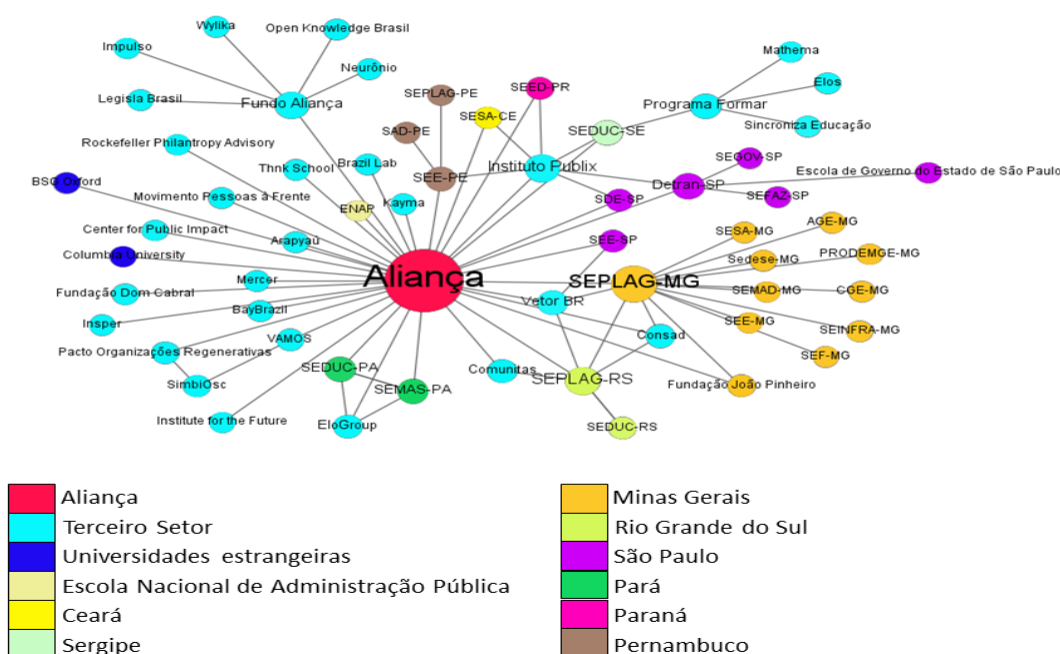 Wylika
Open Knowledge Brasil
Impulso
Neurônio
Legisla Brasil
Fundo Aliança
Rockefeller Philantropy Advisory
Thnk School
Brazil Lab
BSG Oxford
Movimento Pessoas à Frente
ENAP
Kayma
Center for Public Impact
Arapyaú
Columbia University
Mercer
Fundação Dom Cabral
BayBrazil
Insper
VAMOS
Pacto Organizações Regenerativas
SimbiOsc
Institute for the Future
SEPLAG-PE
SAD-PE
SEE-PE
SESA-CE
SEED-PR
SEDUC-SE
Instituto Publix
Mathema
Elos
Programa Formar
Sincroniza Educação
SEGOV-SP
Escola de Governo do Estado de São Paulo
Detran-SP
SEFAZ-SP
SDE-SP
SEE-SP
Aliança
SEPLAG-MG
SESA-MG
AGE-MG
Sedese-MG
PRODEMGE-MG
SEMAD-MG
CGE-MG
SEE-MG
SEINFRA-MG
SEF-MG
Vetor BR
Consad
Fundação João Pinheiro
Comunitas
SEPLAG-RS
SEDUC-RS
SEDUC-PA
SEMAS-PA
EloGroup
Aliança
Terceiro Setor
Universidades estrangeiras
Escola Nacional de Administração Pública
Ceará
Sergipe
Minas Gerais
Rio Grande do Sul
São Paulo
Pará
Paraná
Pernambuco